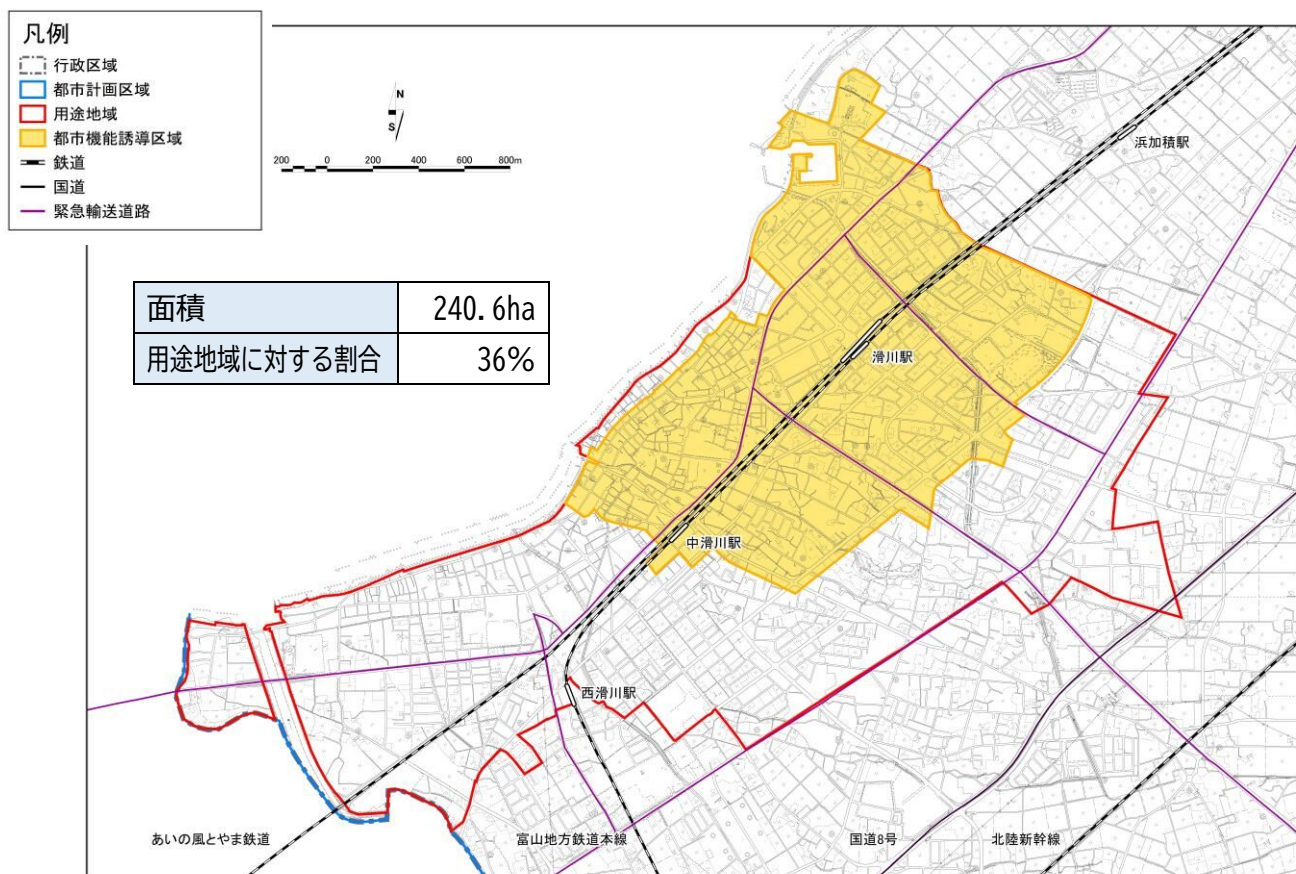 凡例
行政区域
都市計画区域
用途地域
都市機能誘導区域
鉄道
国道
緊急輸送道路
N
S
200 0 200 400 600 800m
面積 240.6ha
用途地域に対する割合 36%
浜加積駅
滑川駅
中滑川駅
西滑川駅
あいの風とやま鉄道
富山地方鉄道本線
国道8号
北陸新幹線